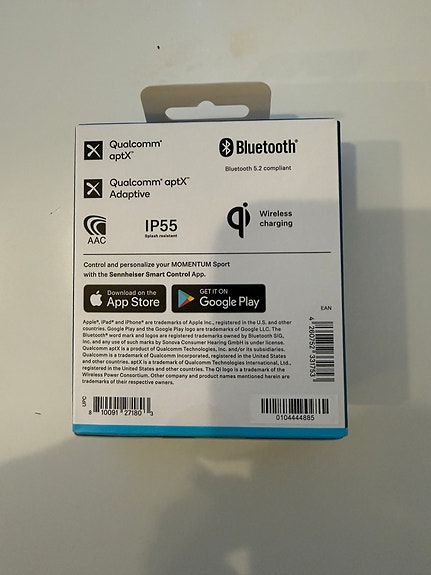 Qualcomm®
aptX™
Bluetooth®
Bluetooth 5.2 compliant
Qualcomm® aptX™
Adaptive
AAC
IP55
Splash resistant
qi
Wireless
charging
Control and personalize your MOMENTUM Sport
with the Sennheiser Smart Control App.
Download on the
App Store
GET IT ON
Google Play
Apple®, iPad® and iPhone® are trademarks of Apple Inc., registered in the U.S. and other
countries. Google Play and the Google Play logo are trademarks of Google LLC. The
Bluetooth® word mark and logos are registered trademarks owned by Bluetooth SIG,
Inc. and any use of such marks by Sonova Consumer Hearing GmbH is under license.
Qualcomm aptX is a product of Qualcomm Technologies, Inc. and/or its subsidiaries.
Qualcomm is a trademark of Qualcomm Incorporated, registered in the United States
and other countries. aptX is a trademark of Qualcomm Technologies International, Ltd.,
registered in the United States and other countries. The Qi logo is a trademark of the
Wireless Power Consortium. Other company and product names mentioned herein are
trademarks of their respective owners.
EAN
UPC
8 10091 27180 3
0104444885